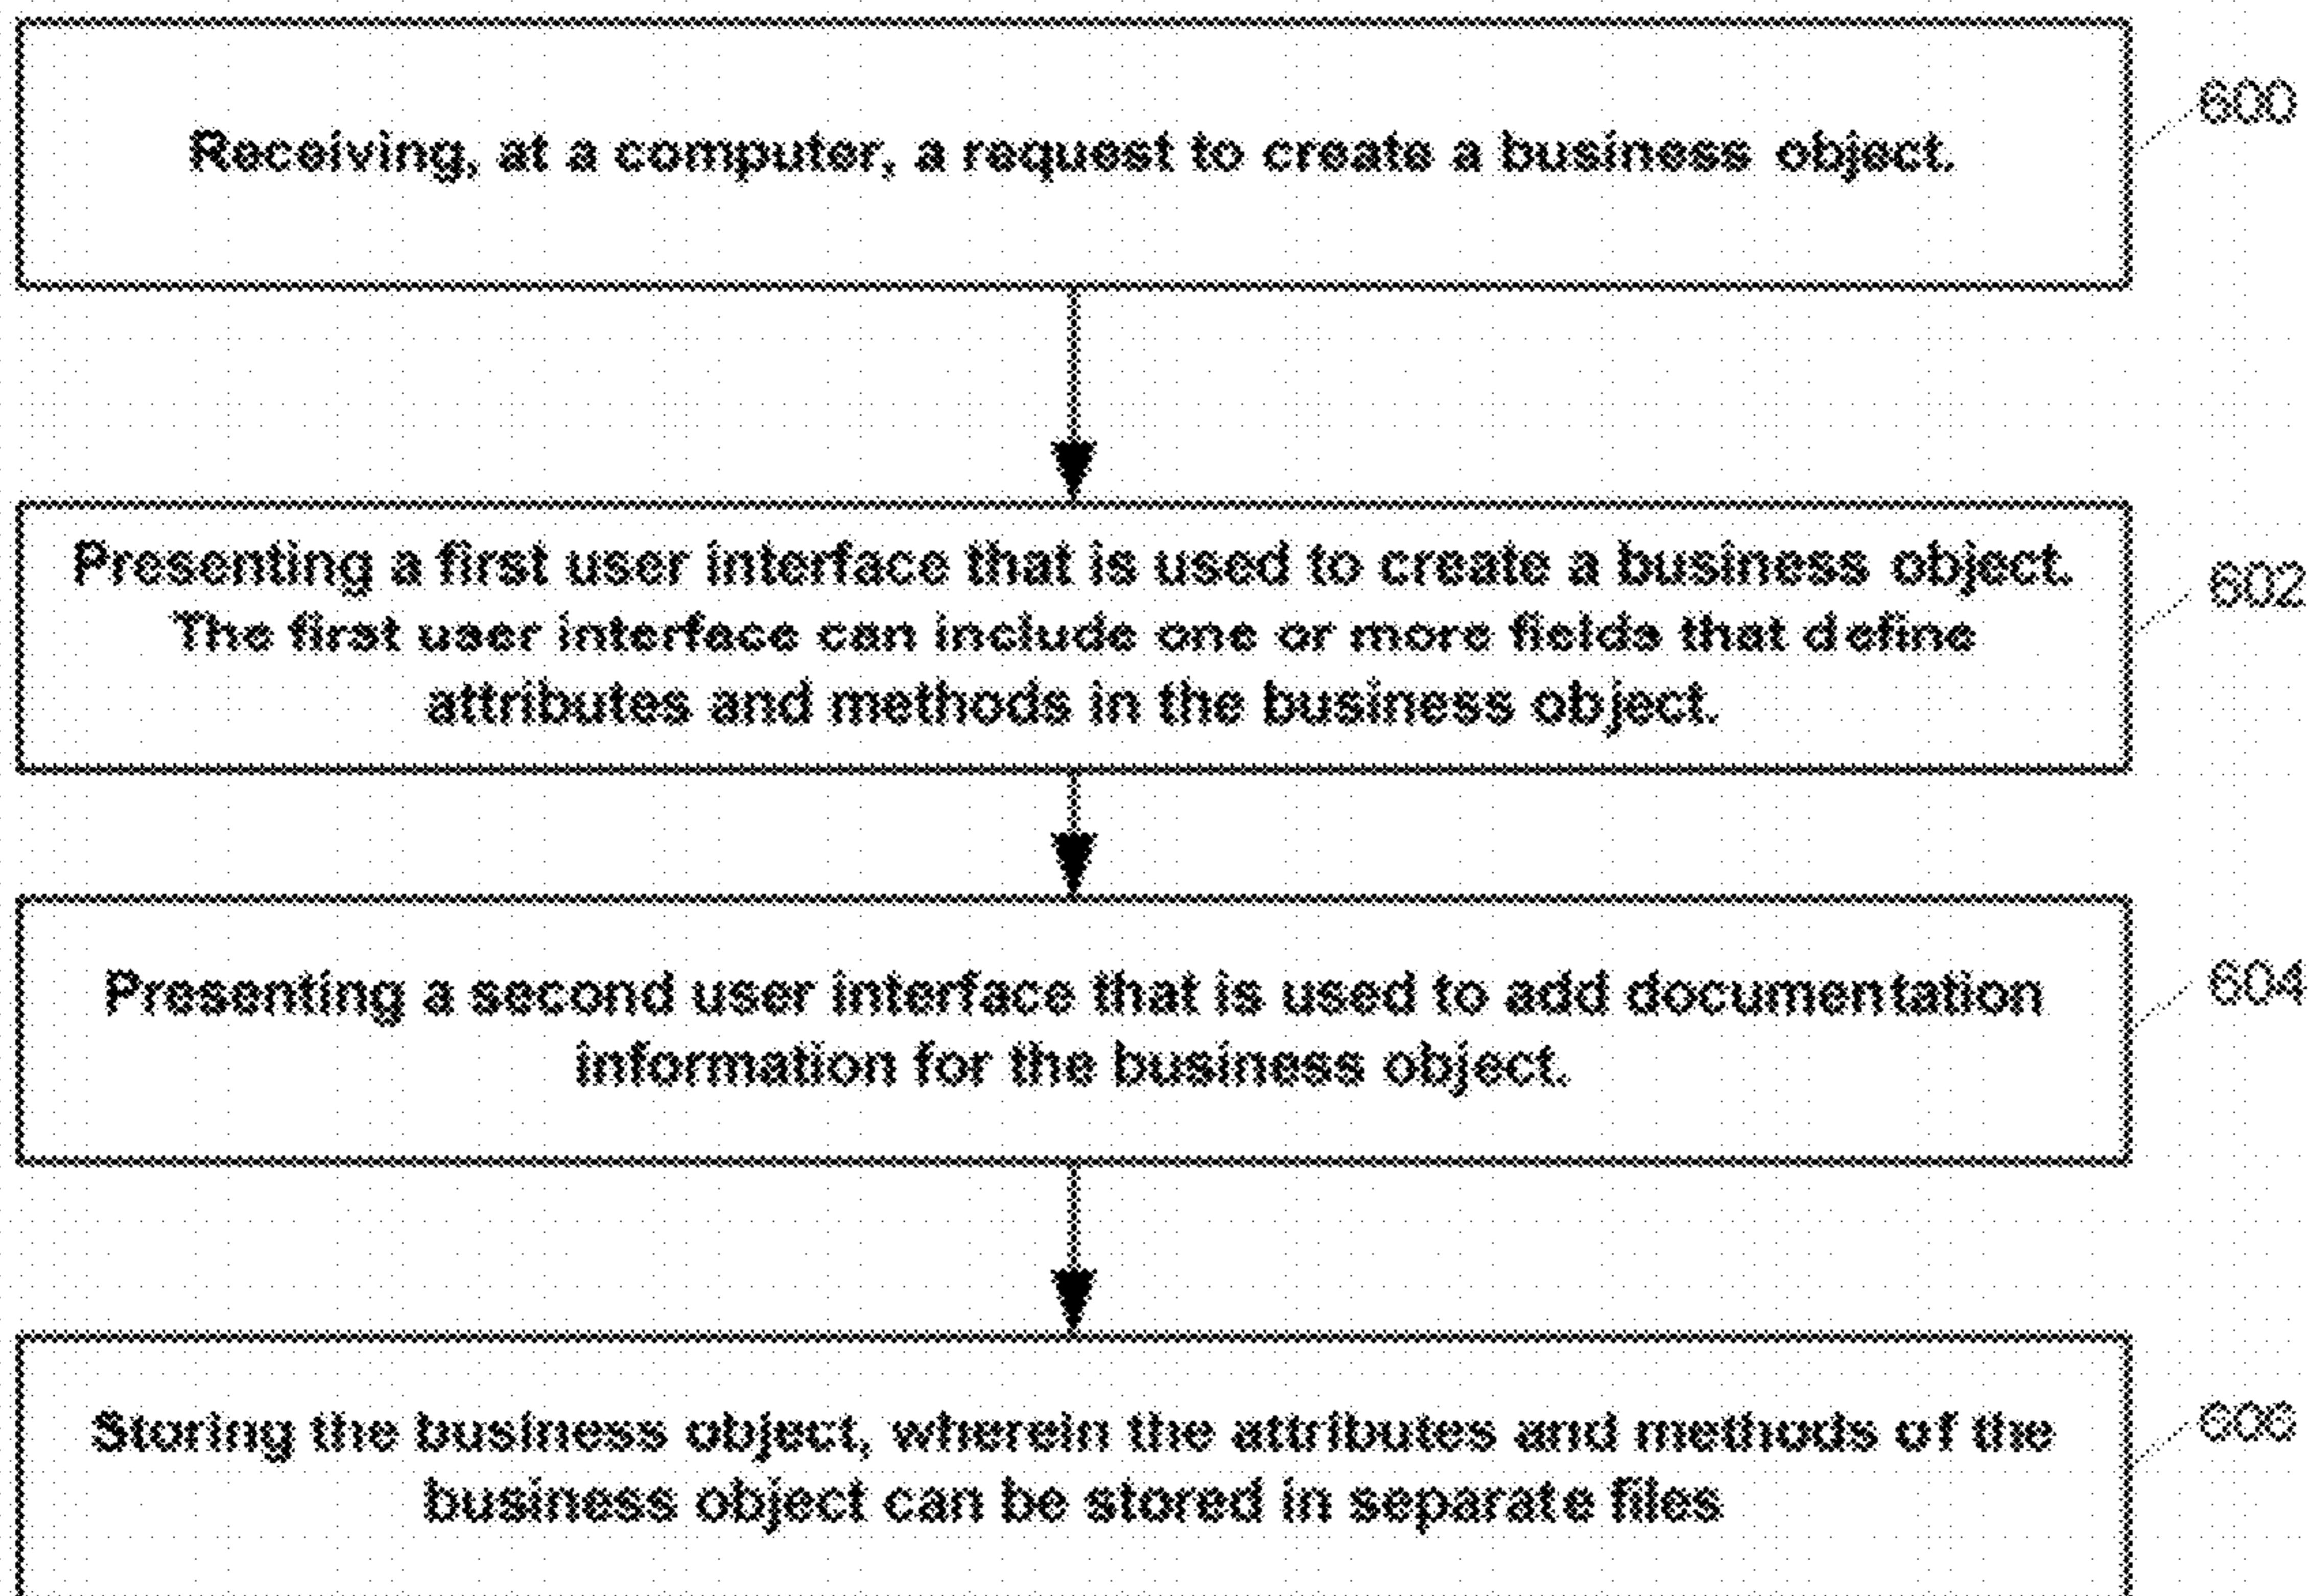 Receiving, at a computer, a request to create a business object.
600
Presenting a first user interface that is used to create a business object.
The first user interface can include one or more fields that define
attributes and methods in the business object.
602
Presenting a second user interface that is used to add documentation
information for the business object.
604
Storing the business object, wherein the attributes and methods of the
business object can be stored in separate files
606